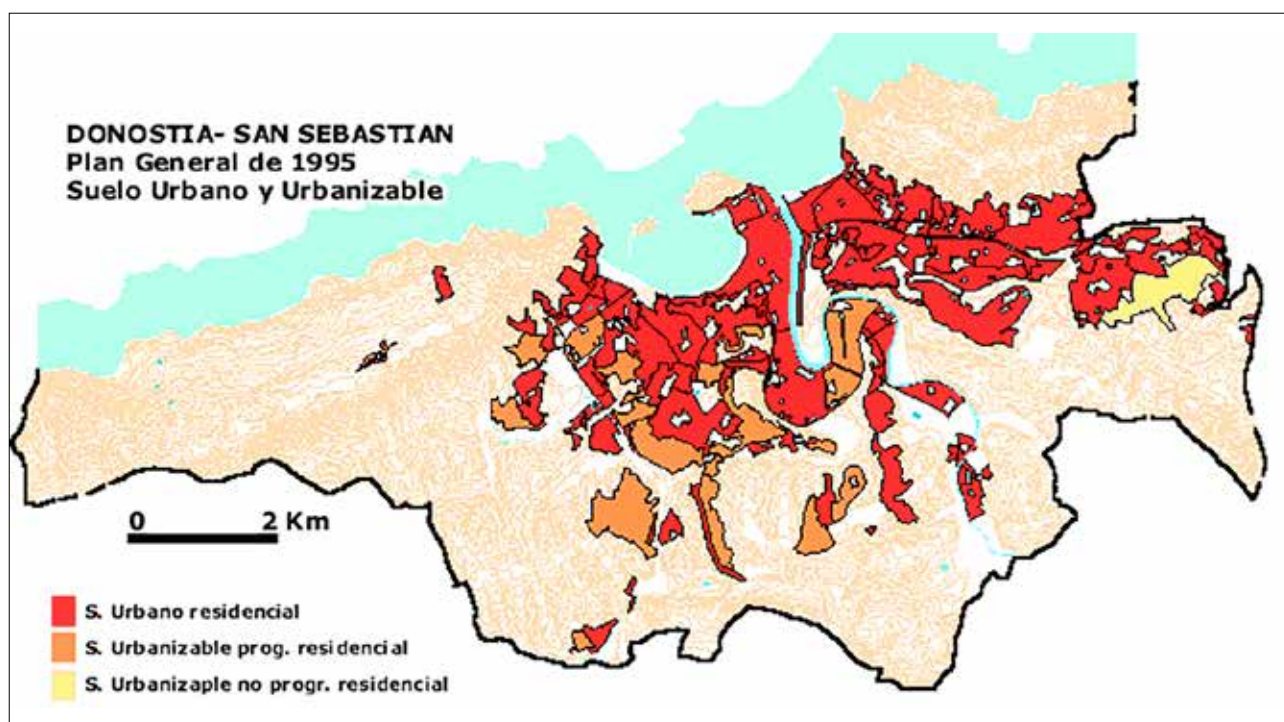 DONOSTIA- SAN SEBASTIAN
Plan General de 1995
Suelo Urbano y Urbanizable
0 2 Km
S. Urbano residencial
S. Urbanizable prog. residencial
S. Urbanizaple no progr. residencial